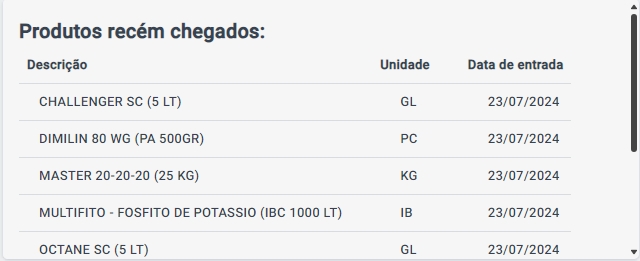 Produtos recém chegados:
Descrição Unidade Data de entrada
CHALLENGER SC (5 LT) GL 23/07/2024
DIMILIN 80 WG (PA 500GR) PC 23/07/2024
MASTER 20-20-20 (25 KG) KG 23/07/2024
MULTIFITO - FOSFITO DE POTASSIO (IBC 1000 LT) IB 23/07/2024
OCTANE SC (5 LT) GL 23/07/2024